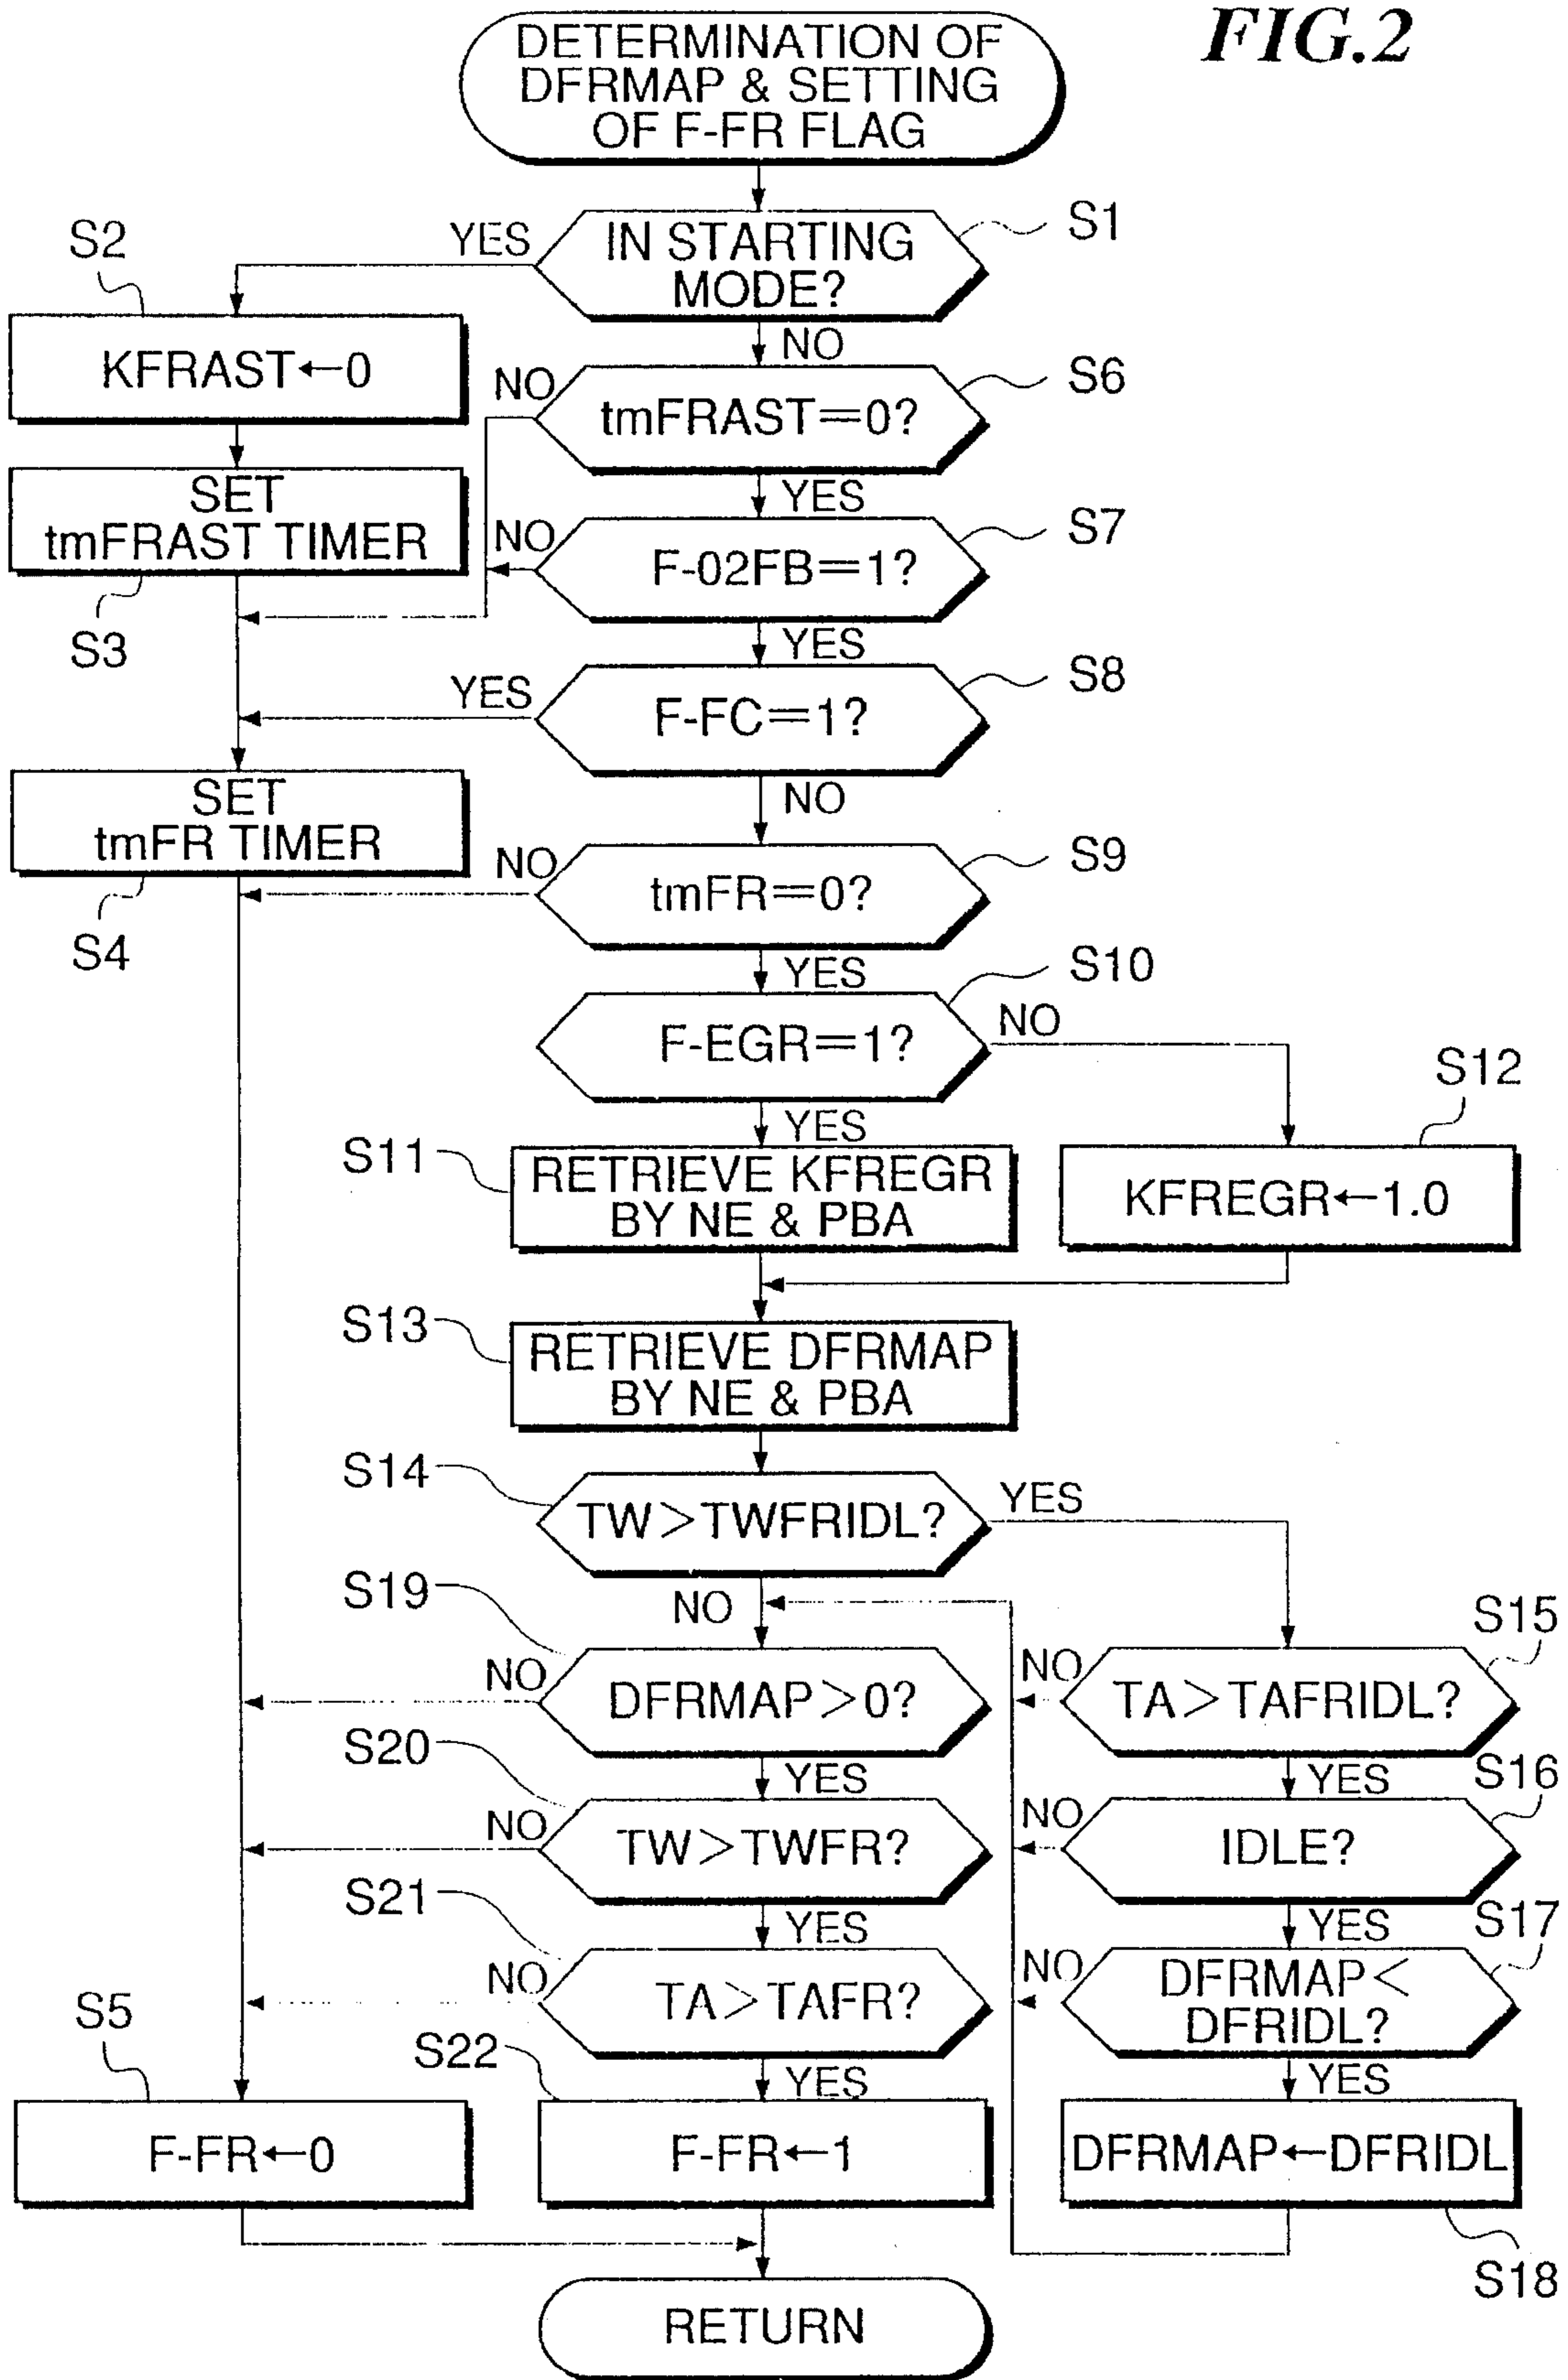 FIG.2
DETERMINATION OF
DFRMAP & SETTING
OF F-FR FLAG
S1
IN STARTING
MODE?
YES
NO
S2
KFRAST←0
S6
tmFRAST=0?
NO
YES
SET
tmFRAST TIMER
S3
S7
F-02FB=1?
NO
YES
S8
F-FC=1?
YES
NO
SET
tmFR TIMER
S4
S9
tmFR=0?
NO
YES
S10
F-EGR=1?
NO
YES
S11
RETRIEVE KFREGR
BY NE & PBA
S12
KFREGR←1.0
S13
RETRIEVE DFRMAP
BY NE & PBA
S14
TW>TWFRIDL?
YES
NO
S19
DFRMAP>0?
NO
YES
S15
TA>TAFRIDL?
NO
YES
S20
TW>TWFR?
NO
YES
S16
IDLE?
NO
YES
S21
TA>TAFR?
NO
YES
S17
DFRMAP<
DFRIDL?
NO
YES
S5
F-FR←0
S22
F-FR←1
DFRMAP←DFRIDL
S18
RETURN